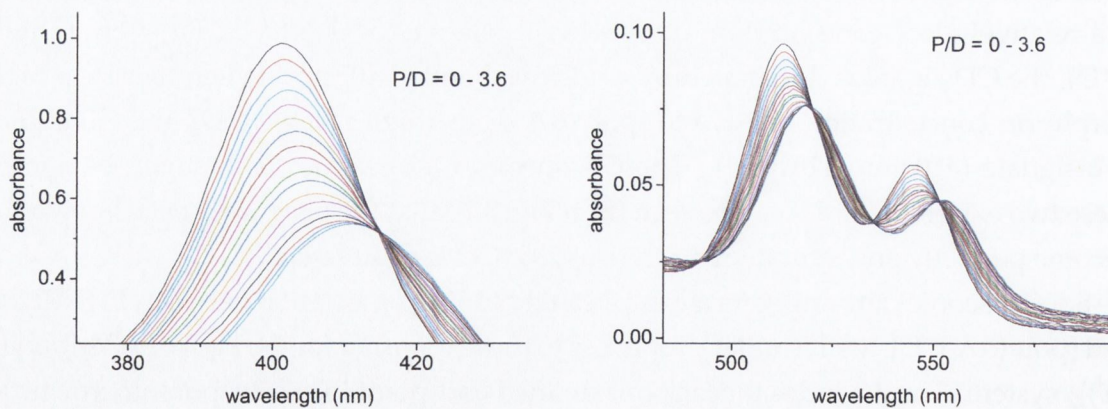 1.0
0.8
0.6
0.4
absorbance
P/D = 0 - 3.6
380
400
420
wavelength (nm)
0.10
0.05
0.00
absorbance
P/D = 0 - 3.6
500
550
wavelength (nm)